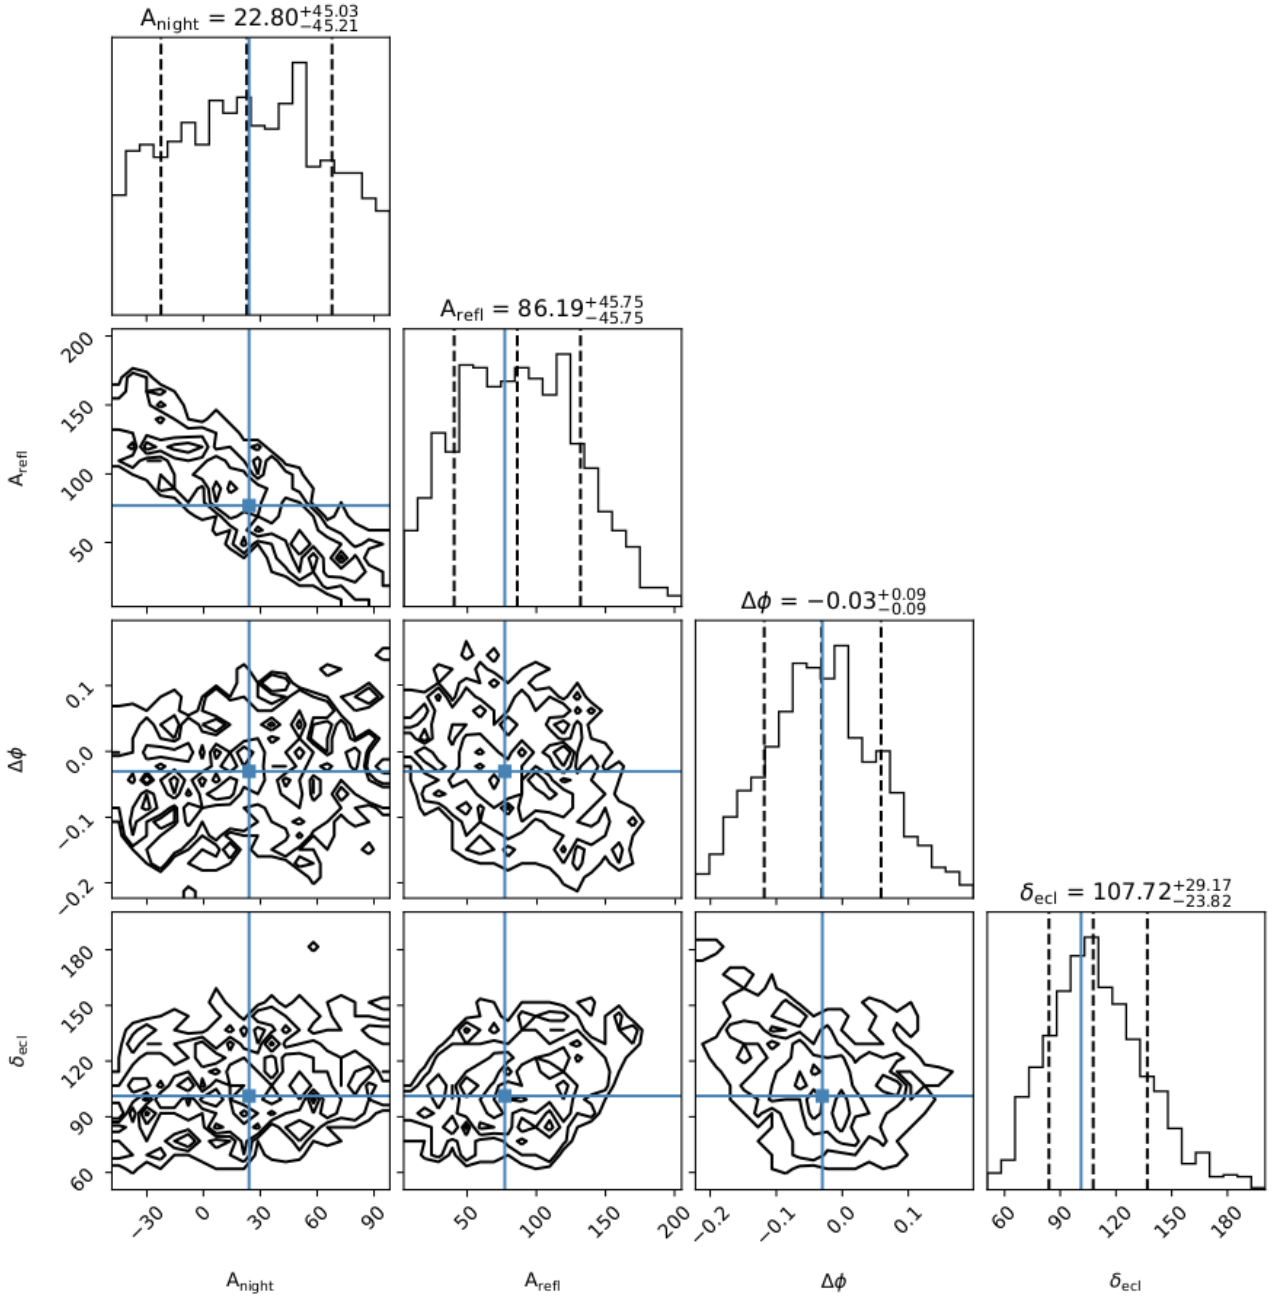 A_night = 22.80^{+45.03}_{−45.21}
A_refl = 86.19^{+45.75}_{−45.75}
Δϕ = −0.03^{+0.09}_{−0.09}
δ_ecl = 107.72^{+29.17}_{−23.82}
A_refl
200
150
100
50
Δϕ
0.1
0.0
−0.1
−0.2
δ_ecl
180
150
120
90
60
−30 0 30 60 90
50 100 150 200
−0.2 −0.1 0.0 0.1
60 90 120 150 180
A_night
A_refl
Δϕ
δ_ecl